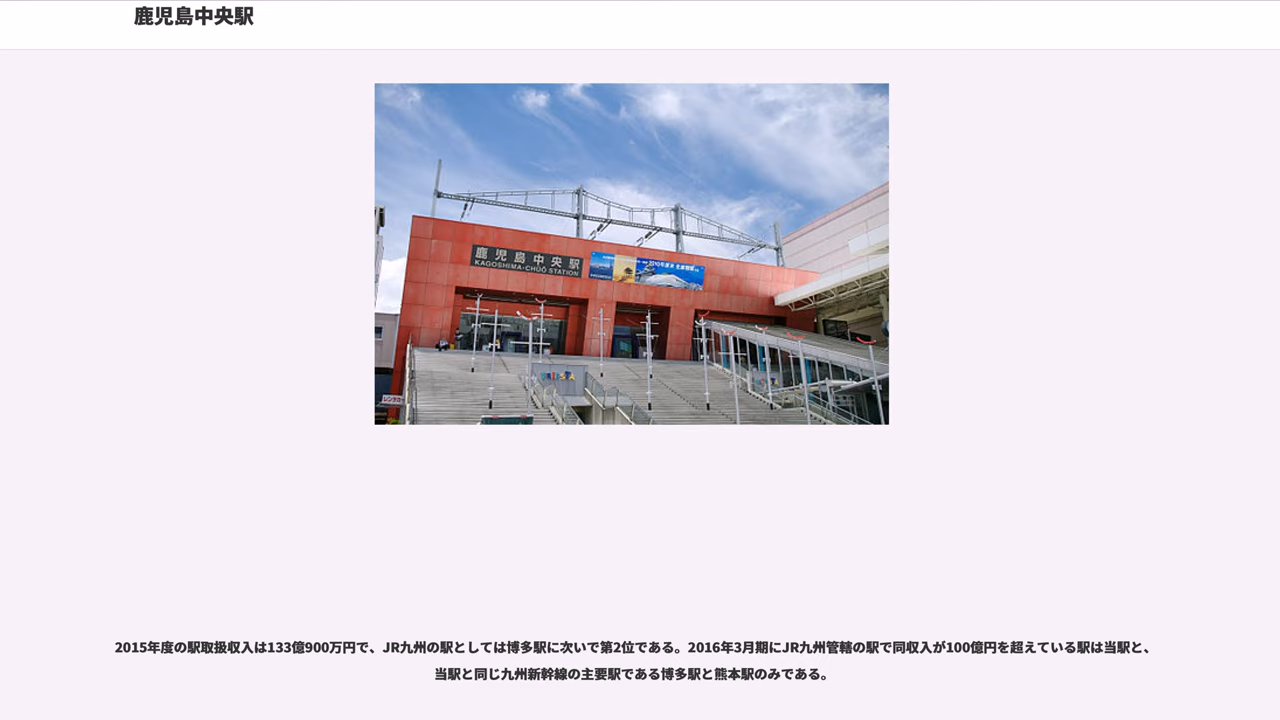 鹿児島中央駅
鹿児島中央駅
KAGOSHIMA-CHUŌ STATION
レンタカー
2015年度の駅取扱収入は133億900万円で、JR九州の駅としては博多駅に次いで第2位である。2016年3月期にJR九州管轄の駅で同収入が100億円を超えている駅は当駅と、
当駅と同じ九州新幹線の主要駅である博多駅と熊本駅のみである。